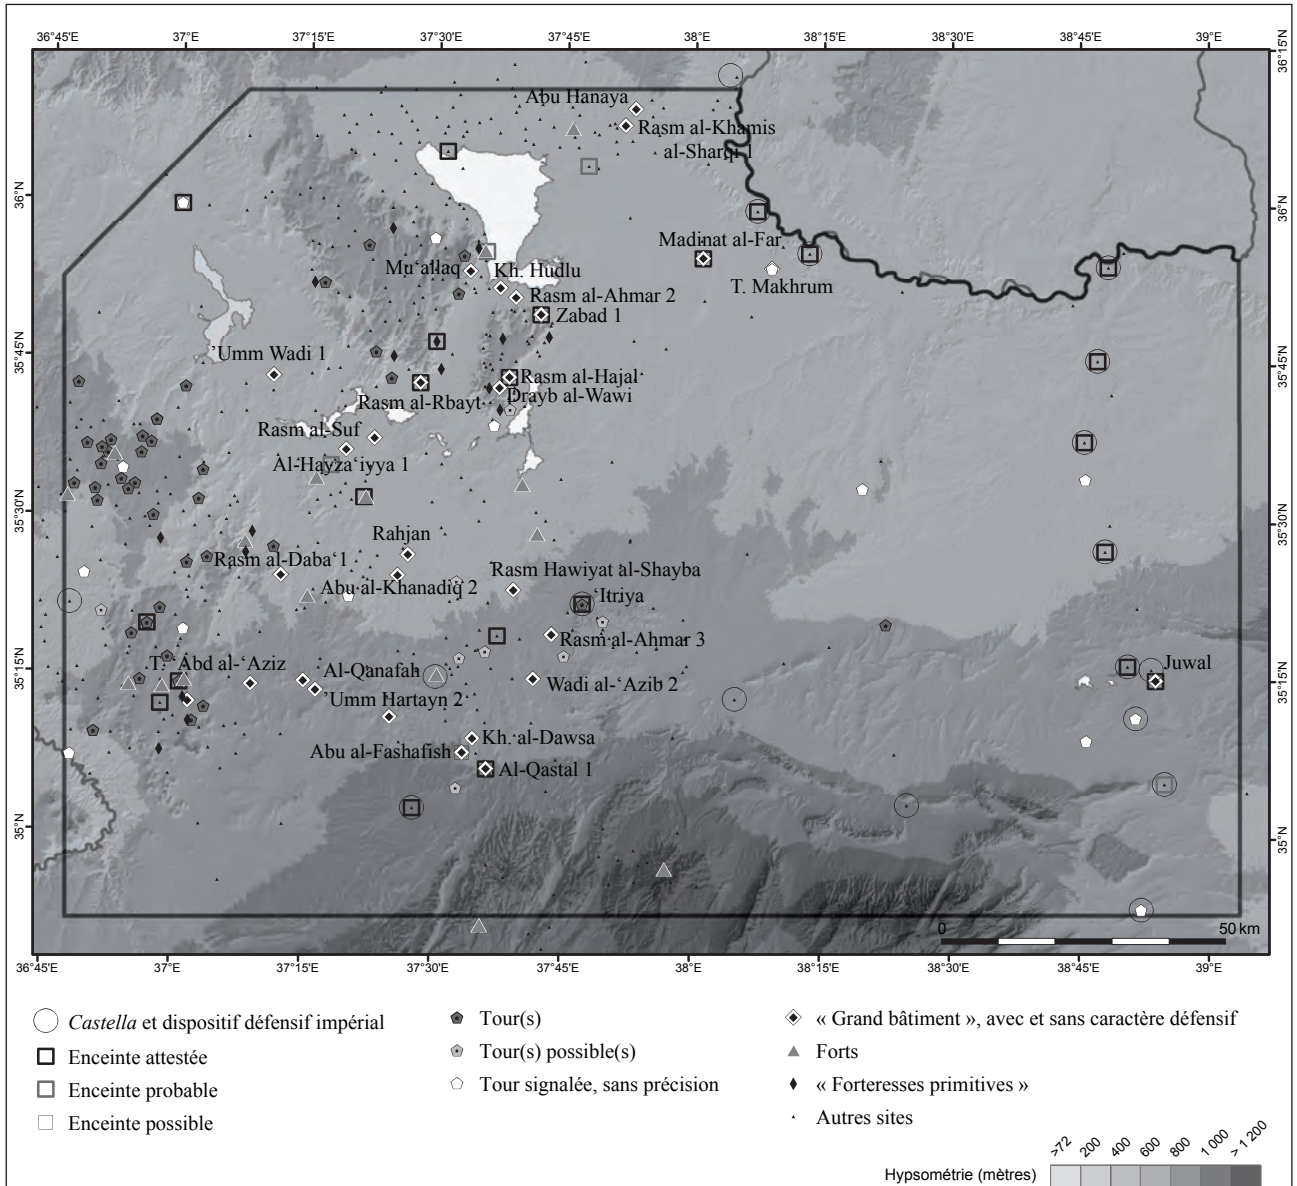 36°45'E 37°E 37°15'E 37°30'E 37°45'E 38°E 38°15'E 38°30'E 38°45'E 39°E
36°15'N
Abu Hanaya
Rasm al-Khamis
al-Sharqi 1
36°N
36°N
Madinat al-Far
Mu‘allaq
Kh. Hudlu
T. Makhrum
Rasm al-Ahmar 2
Zabad 1
35°45'N
35°45'N
'Umm Wadi 1
Rasm al-Hajal
Drayb al-Wawi
Rasm al-Rbayt
Rasm al-Suf
Al-Hayza‘iyya 1
35°30'N
35°30'N
Rahjan
Rasm al-Daba‘1
Abu al-Khanadiq 2
Rasm Hawiyat al-Shayba
‘Itriya
Rasm al-Ahmar 3
35°15'N
35°15'N
T. ‘Abd al-‘Aziz
Al-Qanafah
Juwal
'Umm Hartayn 2
Wadi al-‘Azib 2
Kh. al-Dawsa
Abu al-Fashafish
Al-Qastal 1
35°N
35°N
0 50 km
36°45'E 37°E 37°15'E 37°30'E 37°45'E 38°E 38°15'E 38°30'E 38°45'E 39°E
Castella et dispositif défensif impérial
Enceinte attestée
Enceinte probable
Enceinte possible
Tour(s)
Tour(s) possible(s)
Tour signalée, sans précision
« Grand bâtiment », avec et sans caractère défensif
Forts
« Forteresses primitives »
Autres sites
>72 200 400 600 800 1 000 > 1 200
Hypsométrie (mètres)